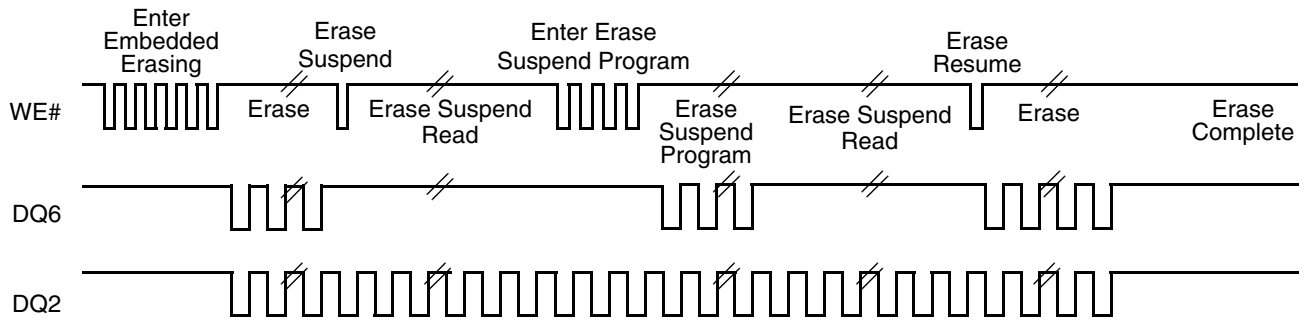 Enter
Embedded
Erasing
Erase
Suspend
Enter Erase
Suspend Program
Erase
Resume
WE#
Erase
Erase Suspend
Read
Erase
Suspend
Program
Erase Suspend
Read
Erase
Erase
Complete
DQ6
DQ2